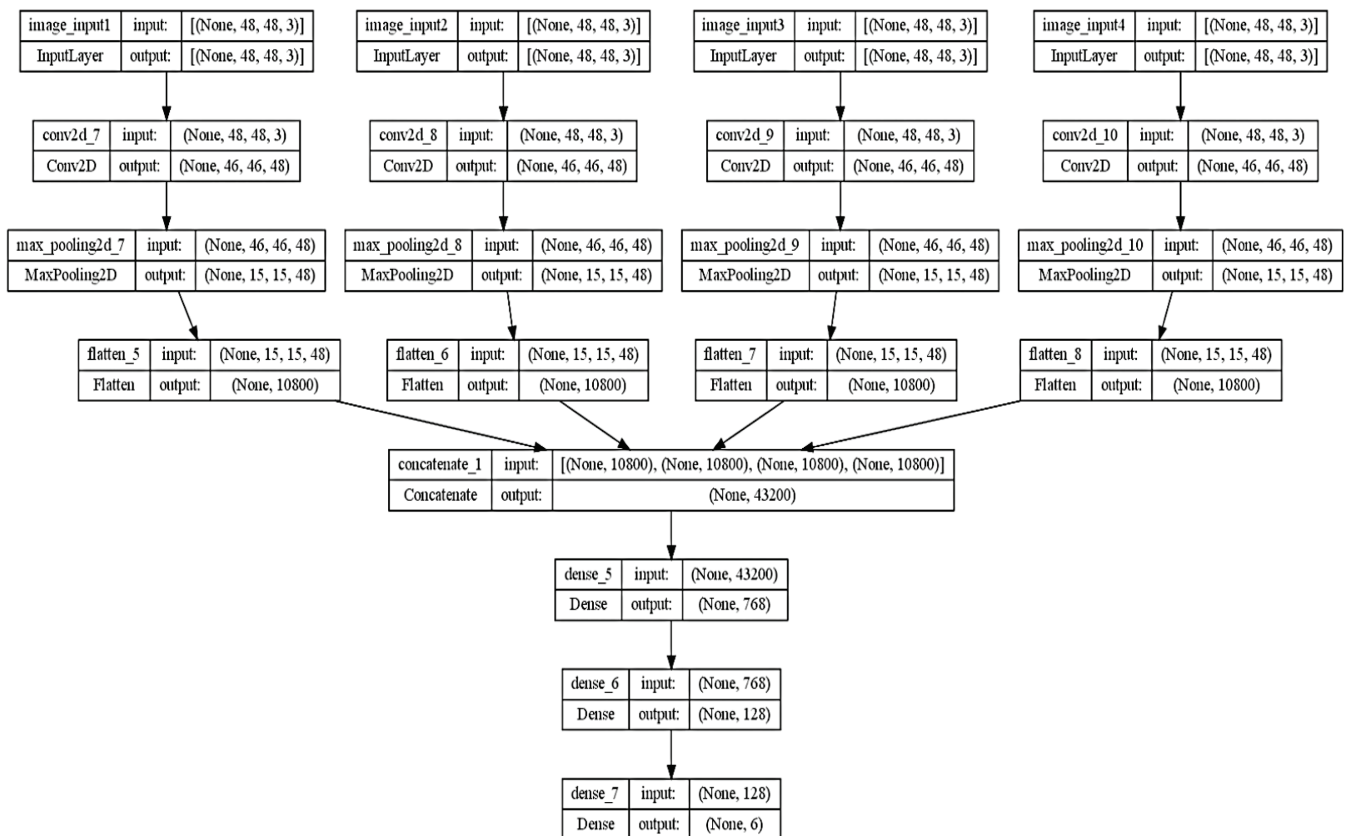 image_input1 input: [(None, 48, 48, 3)] image_input2 input: [(None, 48, 48, 3)] image_input3 input: [(None, 48, 48, 3)] image_input4 input: [(None, 48, 48, 3)]
InputLayer output: [(None, 48, 48, 3)] InputLayer output: [(None, 48, 48, 3)] InputLayer output: [(None, 48, 48, 3)] InputLayer output: [(None, 48, 48, 3)]
conv2d_7 input: (None, 48, 48, 3) conv2d_8 input: (None, 48, 48, 3) conv2d_9 input: (None, 48, 48, 3) conv2d_10 input: (None, 48, 48, 3)
Conv2D output: (None, 46, 46, 48) Conv2D output: (None, 46, 46, 48) Conv2D output: (None, 46, 46, 48) Conv2D output: (None, 46, 46, 48)
max_pooling2d_7 input: (None, 46, 46, 48) max_pooling2d_8 input: (None, 46, 46, 48) max_pooling2d_9 input: (None, 46, 46, 48) max_pooling2d_10 input: (None, 46, 46, 48)
MaxPooling2D output: (None, 15, 15, 48) MaxPooling2D output: (None, 15, 15, 48) MaxPooling2D output: (None, 15, 15, 48) MaxPooling2D output: (None, 15, 15, 48)
flatten_5 input: (None, 15, 15, 48) flatten_6 input: (None, 15, 15, 48) flatten_7 input: (None, 15, 15, 48) flatten_8 input: (None, 15, 15, 48)
Flatten output: (None, 10800) Flatten output: (None, 10800) Flatten output: (None, 10800) Flatten output: (None, 10800)
concatenate_1 input: [(None, 10800), (None, 10800), (None, 10800), (None, 10800)]
Concatenate output: (None, 43200)
dense_5 input: (None, 43200)
Dense output: (None, 768)
dense_6 input: (None, 768)
Dense output: (None, 128)
dense_7 input: (None, 128)
Dense output: (None, 6)